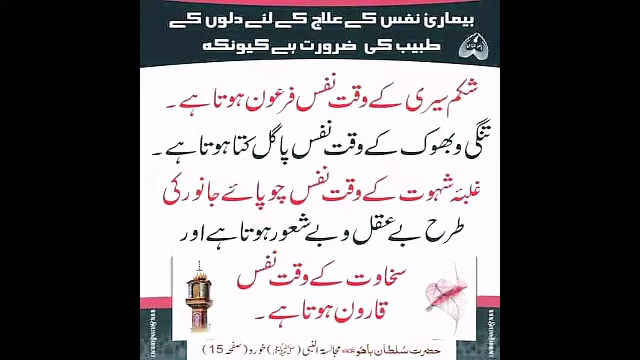 بیماریٔ نفس کے علاج کے لئے دلوں کے
طبیب کی ضرورت ہے کیونکہ
شکم سیری کے وقت نفس فرعون ہوتا ہے۔
تنگی و بھوک کے وقت نفس پاگل کتا ہوتا ہے۔
غلبۂ شہوت کے وقت نفس چوپائے جانور کی
طرح بے عقل و بے شعور ہوتا ہے اور
سخاوت کے وقت نفس
قارون ہوتا ہے۔
حضرت سلطان باھو مجالسۃ النبی (ﷺ) خورد (صفحہ 15)